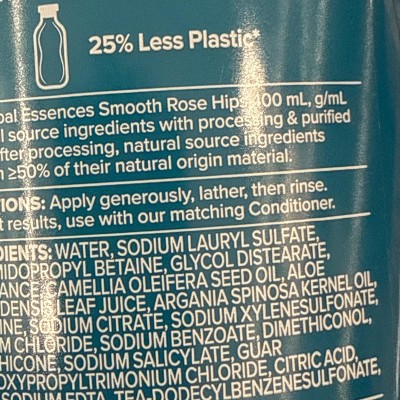 25% Less Plastic*
bal Essences Smooth Rose Hips 400 mL, g/mL
l source ingredients with processing & purified
fter processing, natural source ingredients
n ≥50% of their natural origin material.
IONS: Apply generously, lather, then rinse.
t results, use with our matching Conditioner.
DIENTS: WATER, SODIUM LAURYL SULFATE,
MIDOPROPYL BETAINE, GLYCOL DISTEARATE,
ANCE, CAMELLIA OLEIFERA SEED OIL, ALOE
DENSIS LEAF JUICE, ARGANIA SPINOSA KERNEL OIL,
INE, SODIUM CITRATE, SODIUM XYLENESULFONATE,
M CHLORIDE, SODIUM BENZOATE, DIMETHICONOL,
HICONE, SODIUM SALICYLATE, GUAR
OXYPROPYLTRIMONIUM CHLORIDE, CITRIC ACID,
SODIUM EDTA, TEA-DODECYLBENZENESULFONATE,